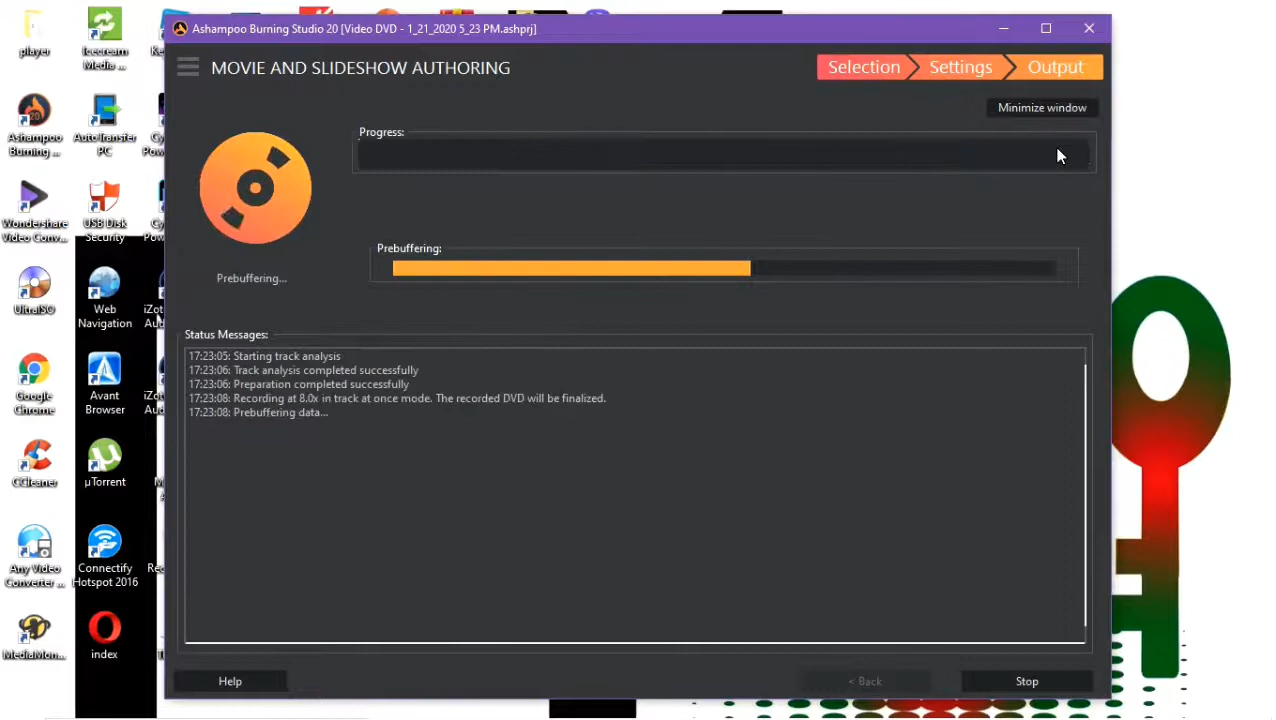 Ashampoo Burning Studio 20 [Video DVD - 1_21_2020 5_23 PM.ashprj]
MOVIE AND SLIDESHOW AUTHORING
Selection
Settings
Output
Minimize window
Progress:
Prebuffering:
Prebuffering...
Status Messages:
17:23:05: Starting track analysis
17:23:06: Track analysis completed successfully
17:23:06: Preparation completed successfully
17:23:08: Recording at 8.0x in track at once mode. The recorded DVD will be finalized.
17:23:08: Prebuffering data...
Help
< Back
Stop
player
Icecream
Media ...
Ashampoo
Burning ...
AutoTransfer
PC
Wondershare
Video Conv...
USB Disk
Security
UltraISO
Web
Navigation
Google
Chrome
Avant
Browser
CCleaner
µTorrent
Any Video
Converter ...
Connectify
Hotspot 2016
MediaMon...
index